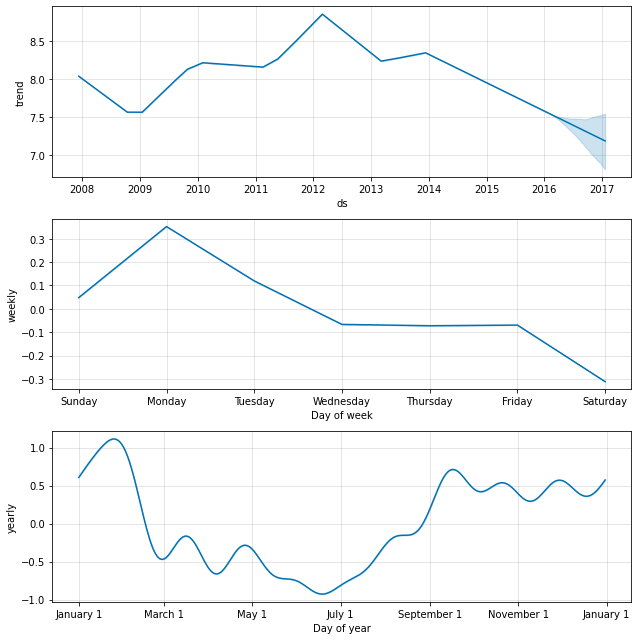 8.5
8.0
7.5
7.0
trend
2008 2009 2010 2011 2012 2013 2014 2015 2016 2017
ds
0.3
0.2
0.1
0.0
−0.1
−0.2
−0.3
weekly
Sunday Monday Tuesday Wednesday Thursday Friday Saturday
Day of week
1.0
0.5
0.0
−0.5
−1.0
yearly
January 1 March 1 May 1 July 1 September 1 November 1 January 1
Day of year